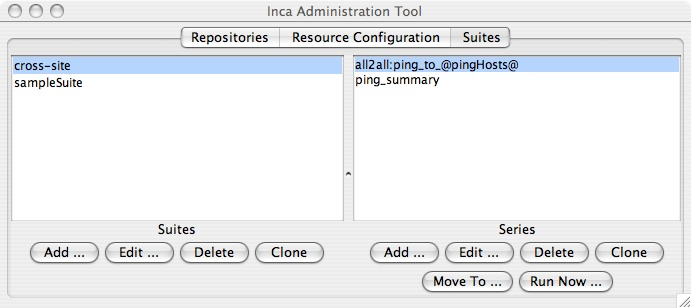 Inca Administration Tool
Repositories Resource Configuration Suites
cross-site
sampleSuite
all2all:ping_to_@pingHosts@
ping_summary
Suites
Add ... Edit ... Delete Clone
Series
Add ... Edit ... Delete Clone
Move To ... Run Now ...